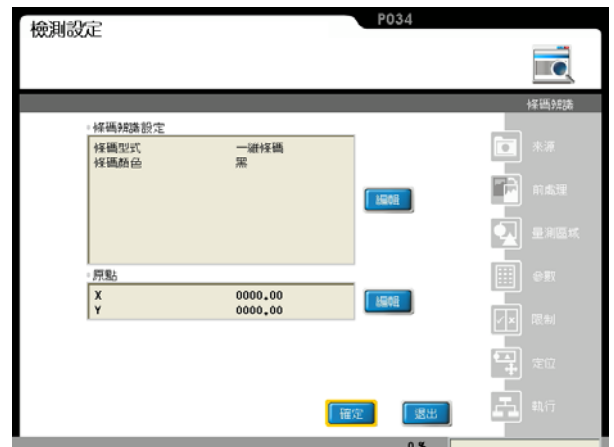 P034
檢測設定
條碼辨識
條碼辨識設定
條碼型式 一維條碼
條碼顏色 黑
編輯
原點
X 0000.00
Y 0000.00
編輯
來源
前處理
量測區域
參數
限制
定位
執行
確定 退出
0 %